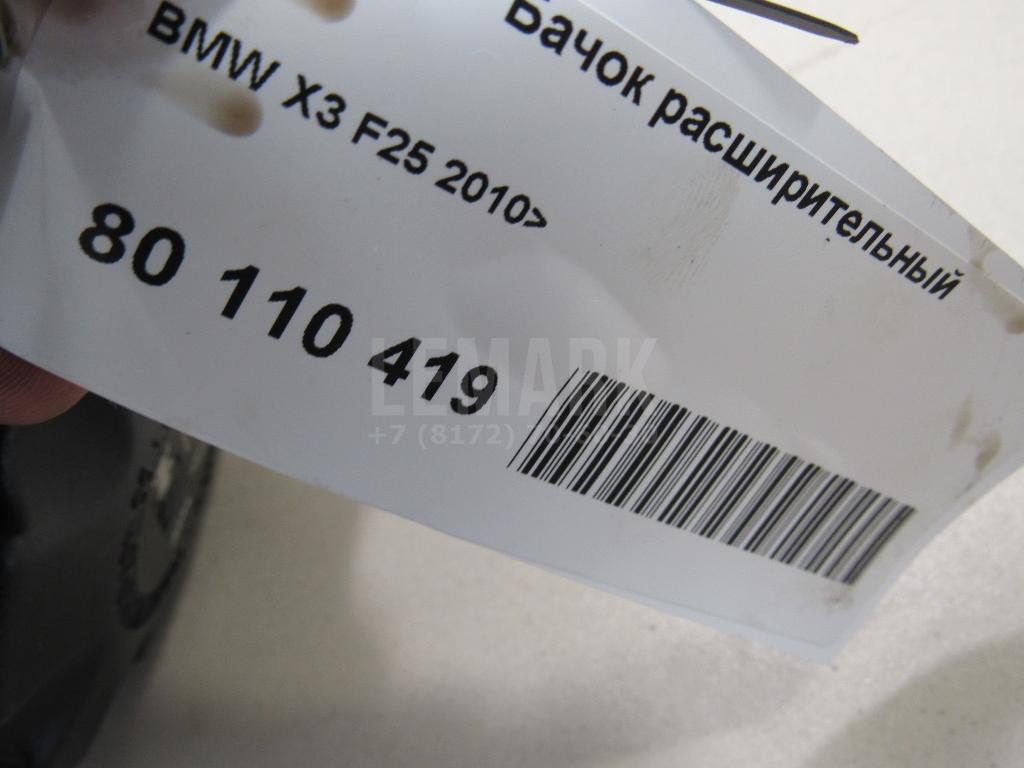 Бачок расширительный
BMW X3 F25 2010>
80 110 419
LEMARK
+7 (8172)